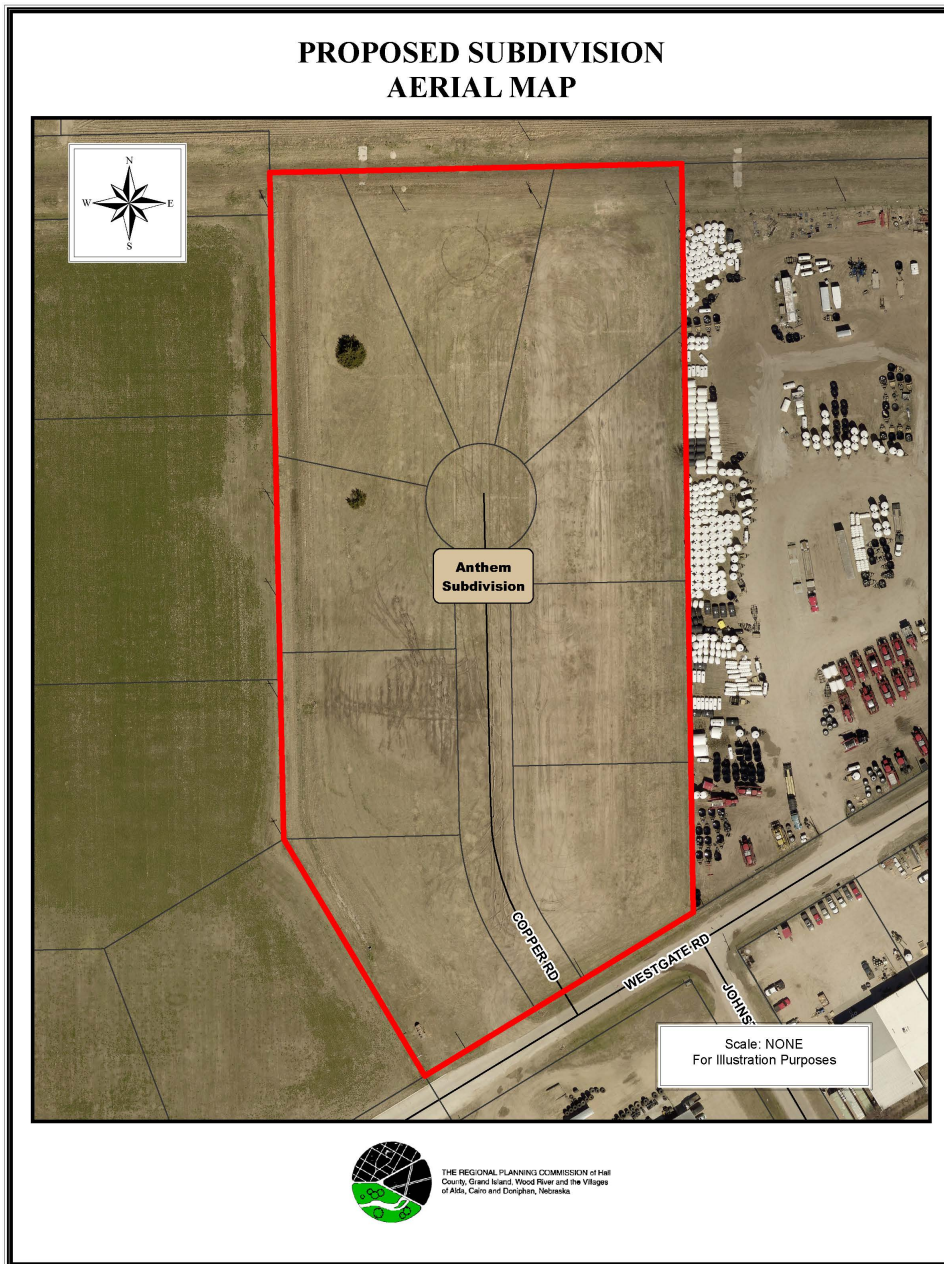 PROPOSED SUBDIVISION
AERIAL MAP
N
W E
S
Anthem
Subdivision
COPPER RD
WESTGATE RD
Scale: NONE
For Illustration Purposes
THE REGIONAL PLANNING COMMISSION of Hall
County, Grand Island, Wood River and the Villages
of Alda, Cairo and Doniphan, Nebraska